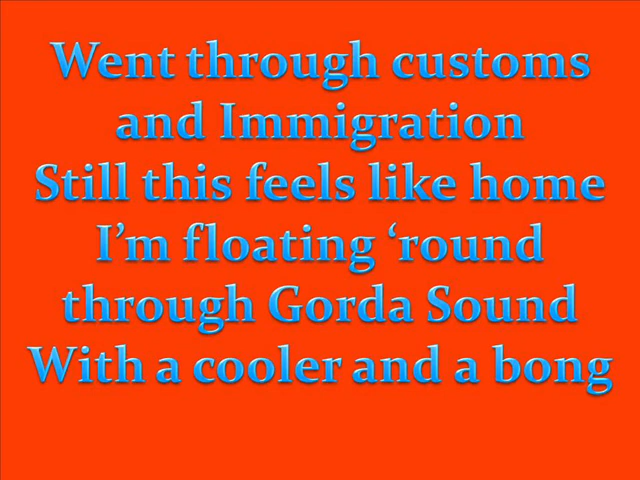 Went through customs
and Immigration
Still this feels like home
I’m floating ‘round
through Gorda Sound
With a cooler and a bong